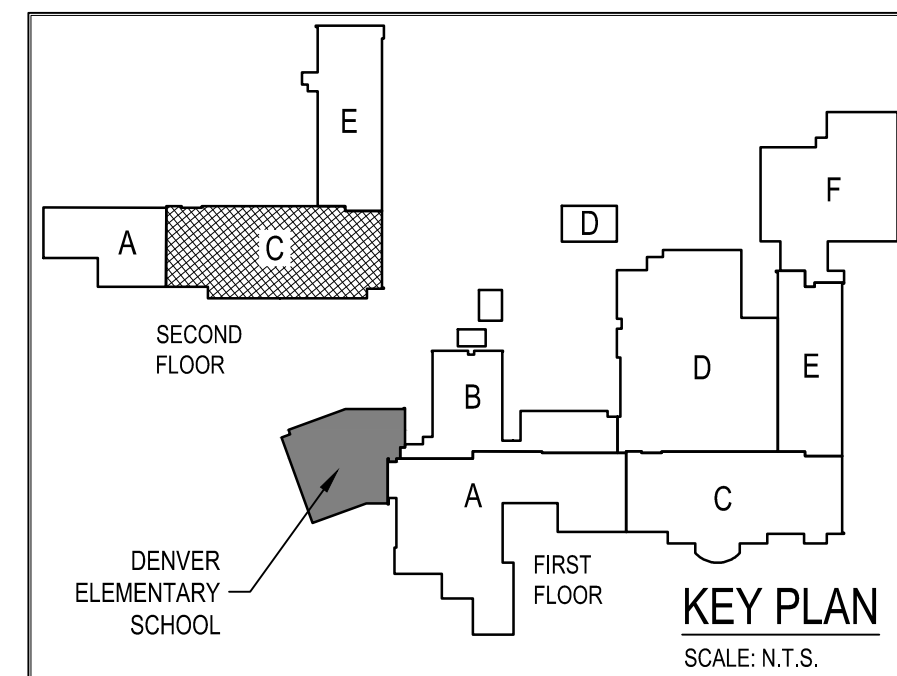 E
A
C
SECOND
FLOOR
F
D
B
D
E
A
C
DENVER
ELEMENTARY
SCHOOL
FIRST
FLOOR
KEY PLAN
SCALE: N.T.S.